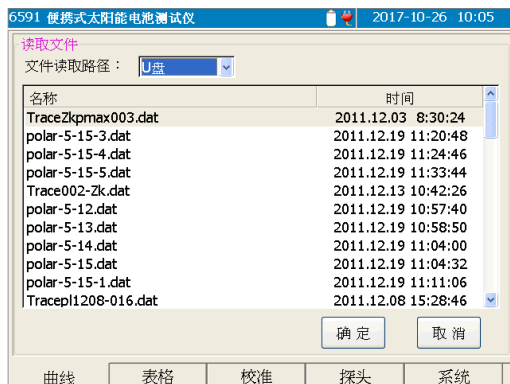 6591 便携式太阳能电池测试仪 2017-10-26 10:05
读取文件
文件读取路径： U盘
名称 时间
TraceZkpmax003.dat 2011.12.03 8:30:24
polar-5-15-3.dat 2011.12.19 11:20:48
polar-5-15-4.dat 2011.12.19 11:24:46
polar-5-15-5.dat 2011.12.19 11:33:44
Trace002-Zk.dat 2011.12.13 10:42:26
polar-5-12.dat 2011.12.19 10:57:40
polar-5-13.dat 2011.12.19 10:58:50
polar-5-14.dat 2011.12.19 11:04:00
polar-5-15.dat 2011.12.19 11:04:32
polar-5-15-1.dat 2011.12.19 11:11:06
Tracepl1208-016.dat 2011.12.08 15:28:46
确定 取消
曲线 表格 校准 探头 系统